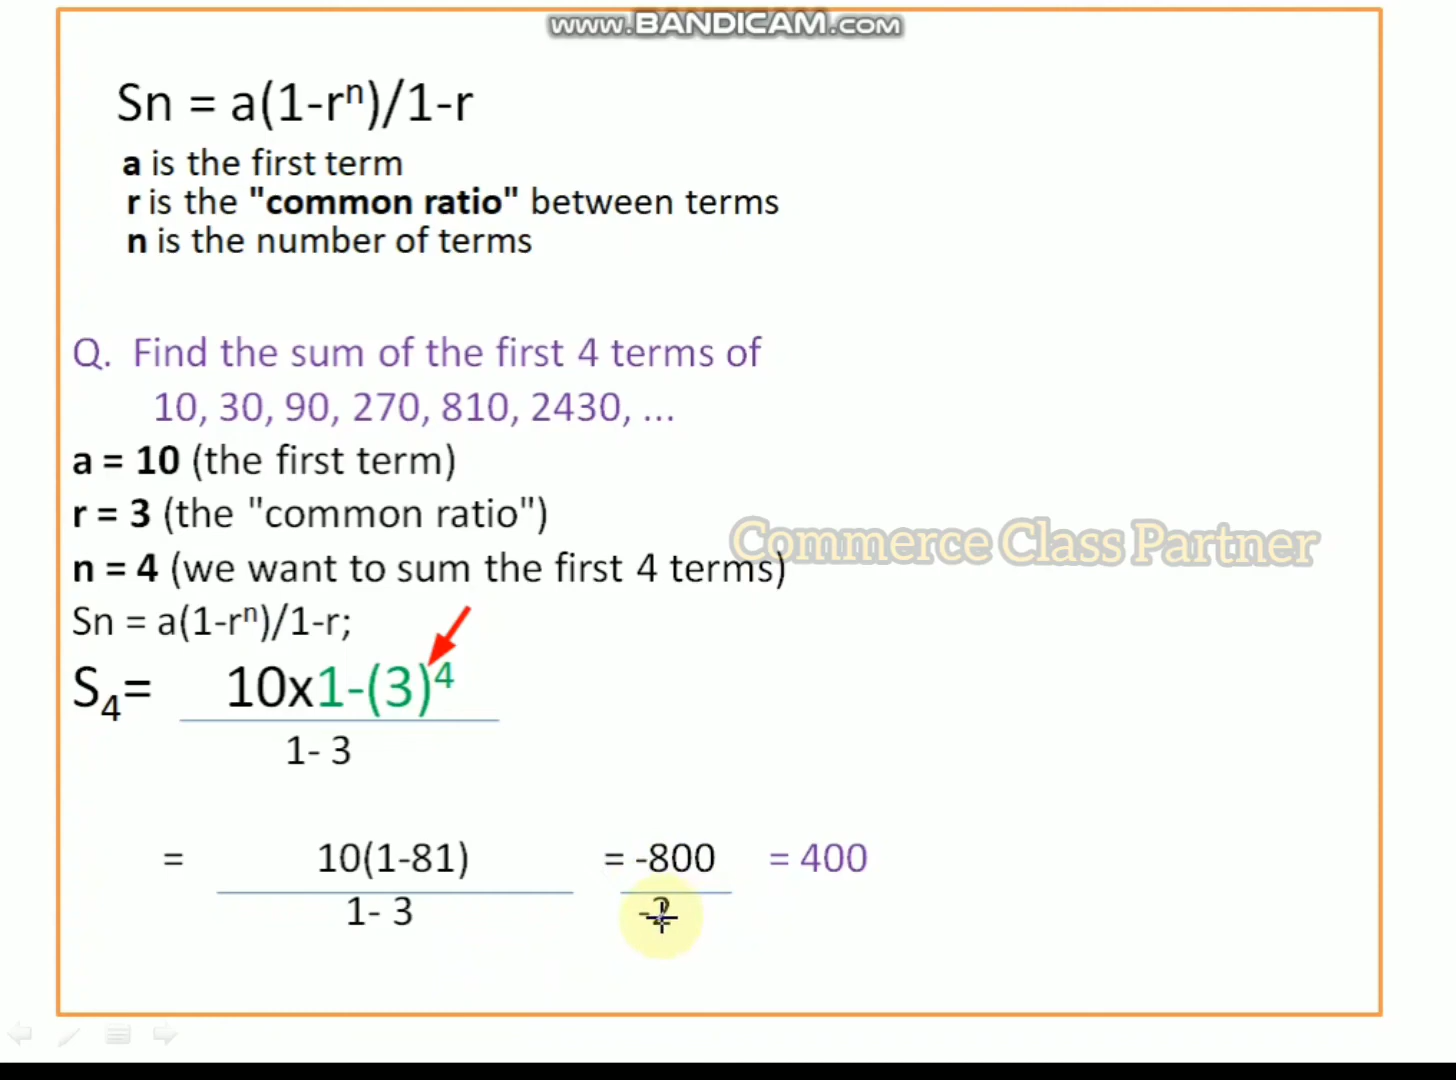 www.BANDICAM.com
Sn = a(1-rⁿ)/1-r
a is the first term
r is the "common ratio" between terms
n is the number of terms
Q. Find the sum of the first 4 terms of
10, 30, 90, 270, 810, 2430, ...
a = 10 (the first term)
r = 3 (the "common ratio")
Commerce Class Partner
n = 4 (we want to sum the first 4 terms)
Sn = a(1-rⁿ)/1-r;
S₄= 10x1-(3)⁴
1- 3
= 10(1-81) = -800 = 400
1- 3 -2